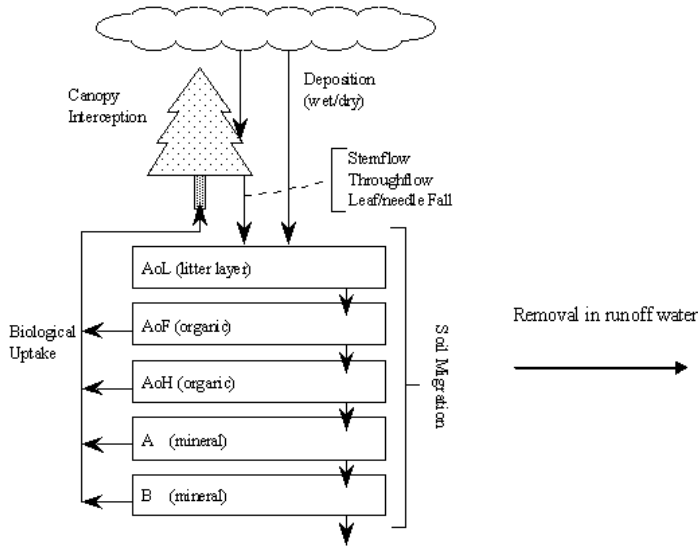 Canopy
Interception
Deposition
(wet/dry)
Stemflow
Throughflow
Leaf/needle Fall
AoL (litter layer)
AoF (organic)
AoH (organic)
A (mineral)
B (mineral)
Biological
Uptake
Soil Migration
Removal in runoff water